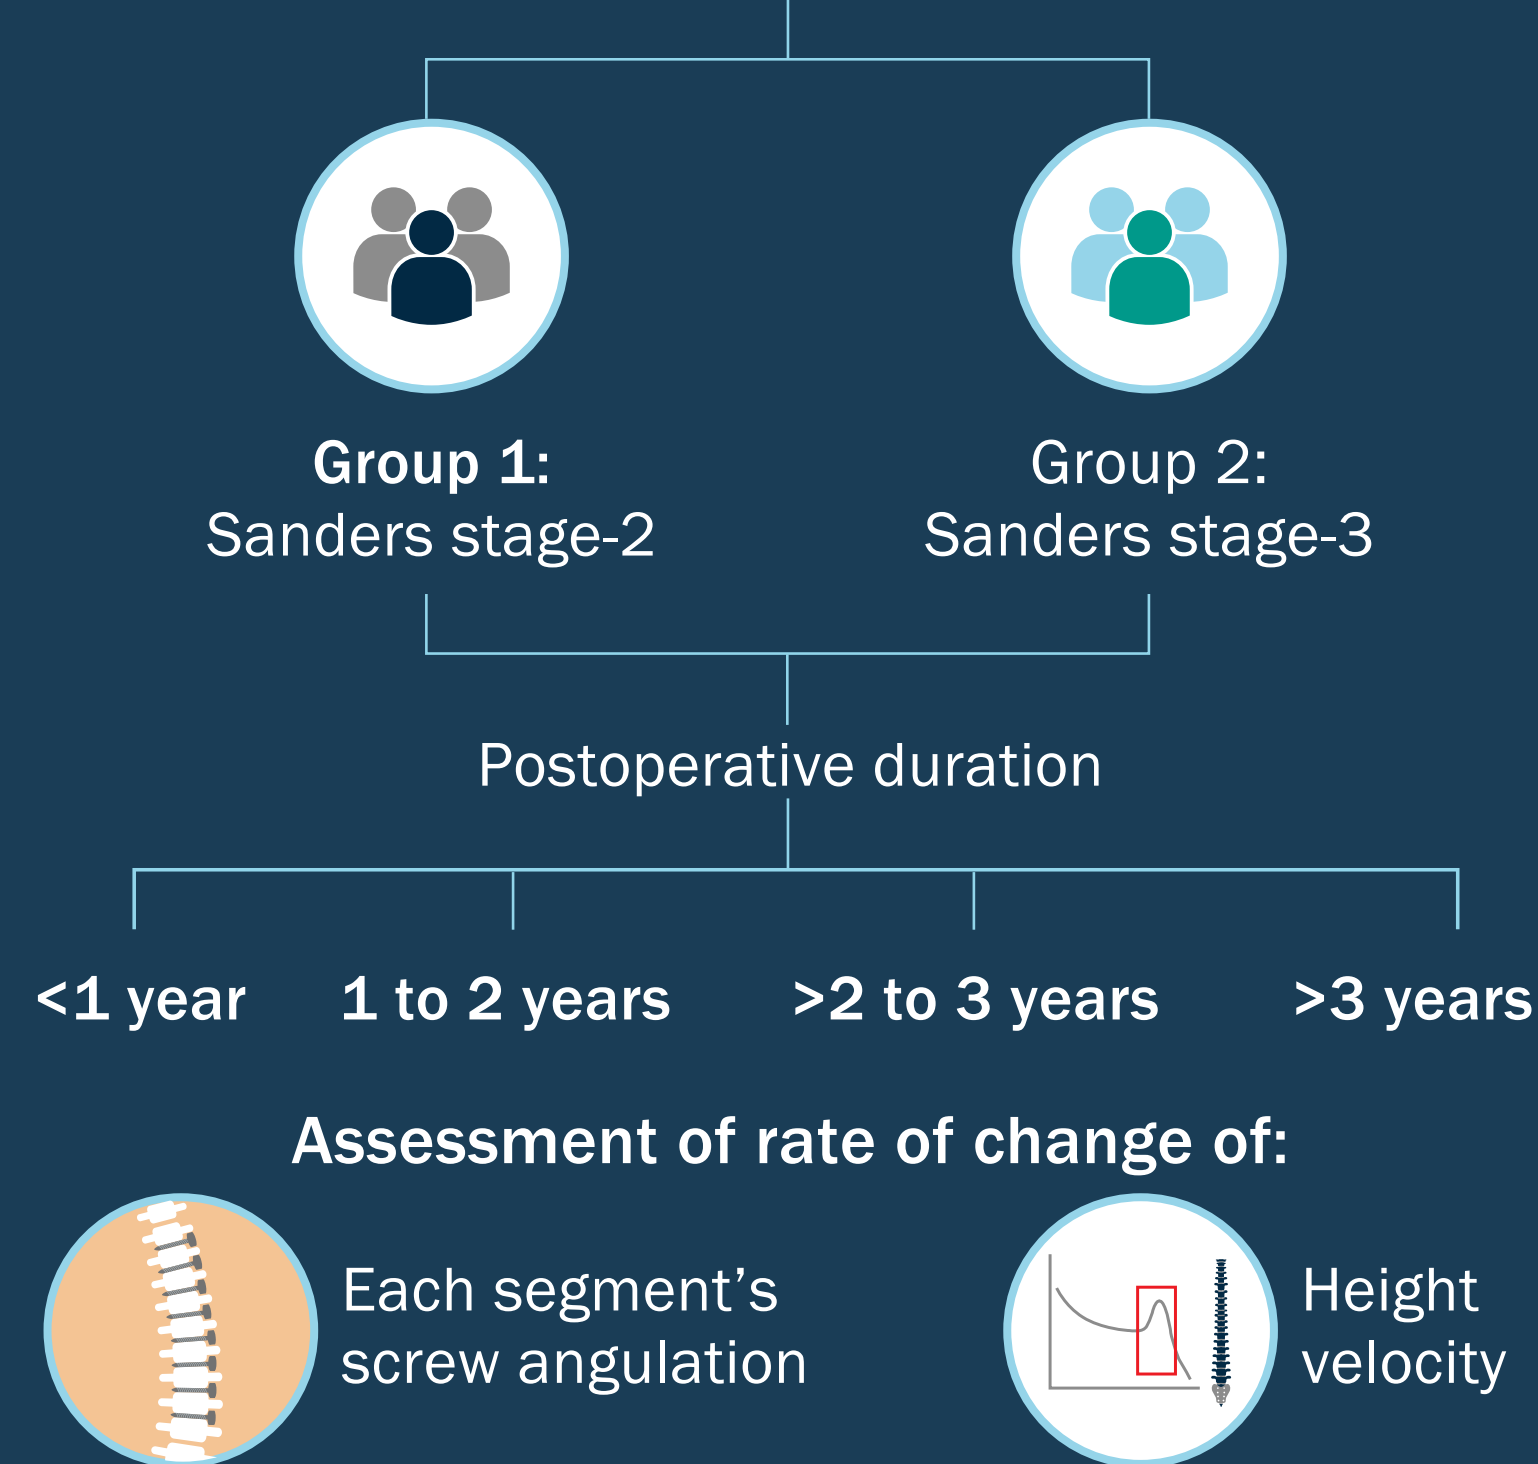 Group 1:
Sanders stage-2
Group 2:
Sanders stage-3
Postoperative duration
<1 year
1 to 2 years
>2 to 3 years
>3 years
Assessment of rate of change of:
Each segment’s
screw angulation
Height
velocity